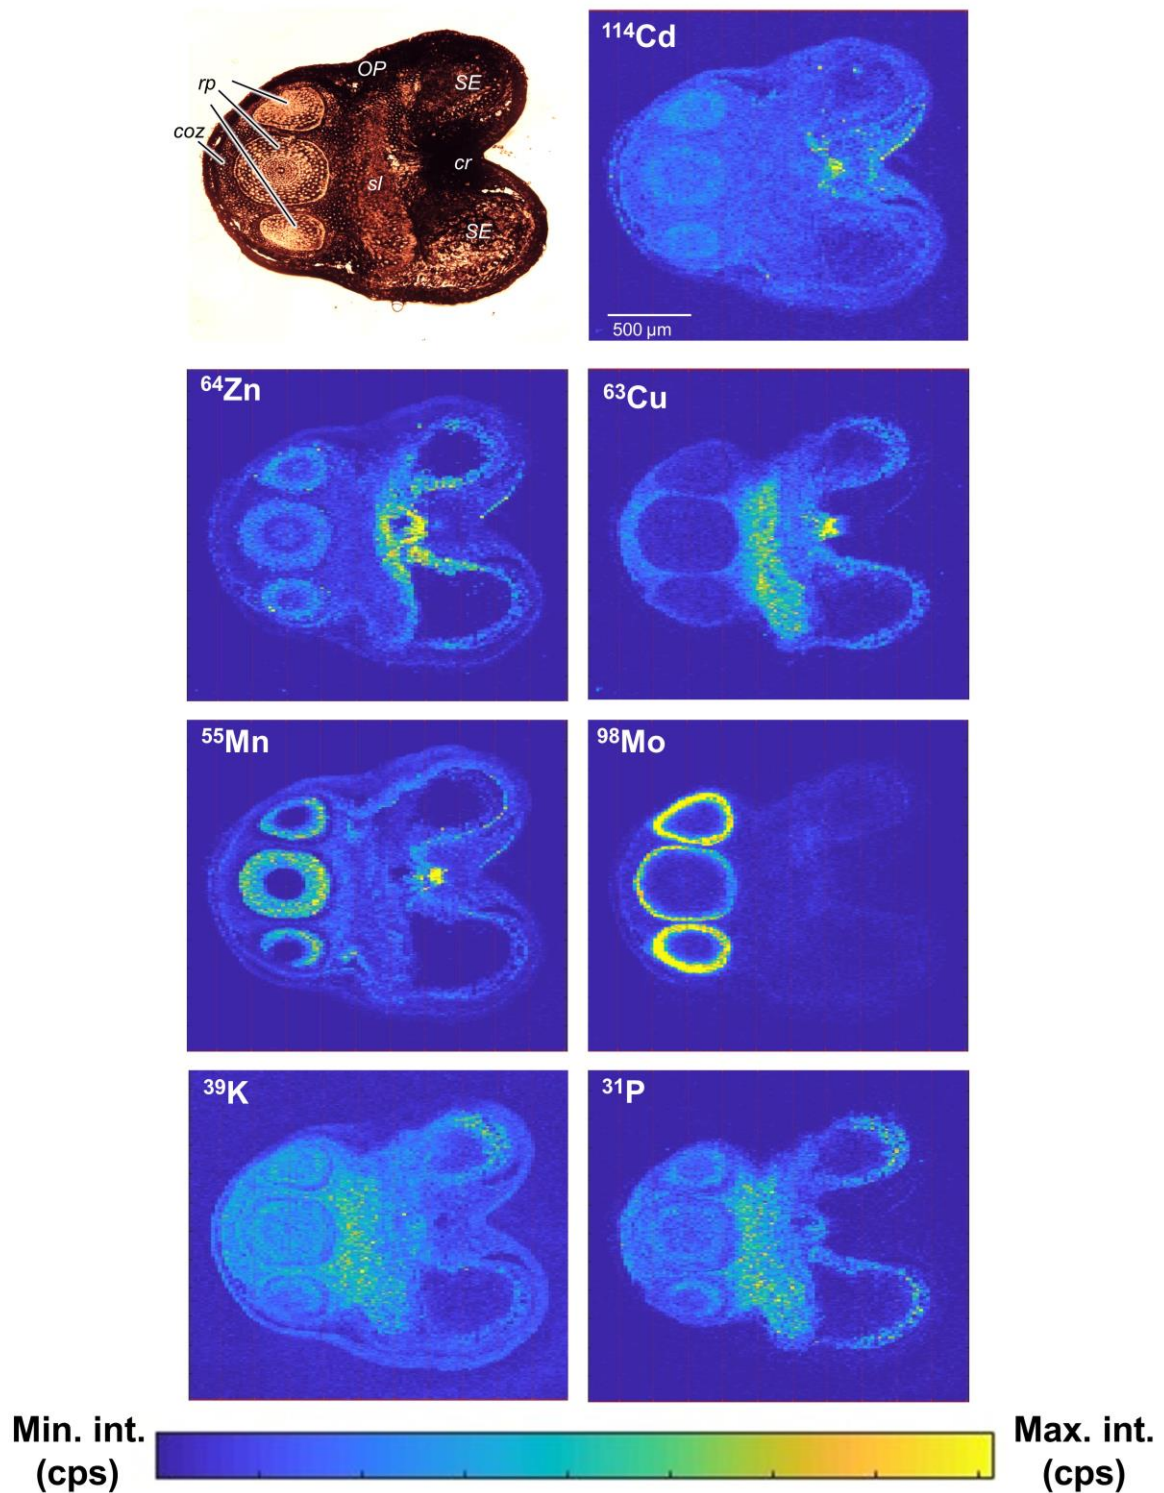 OP
SE
rp
coz
cr
sl
SE
¹¹⁴Cd
500 µm
⁶⁴Zn
⁶³Cu
⁵⁵Mn
⁹⁸Mo
³⁹K
³¹P
Min. int.
(cps)
Max. int.
(cps)